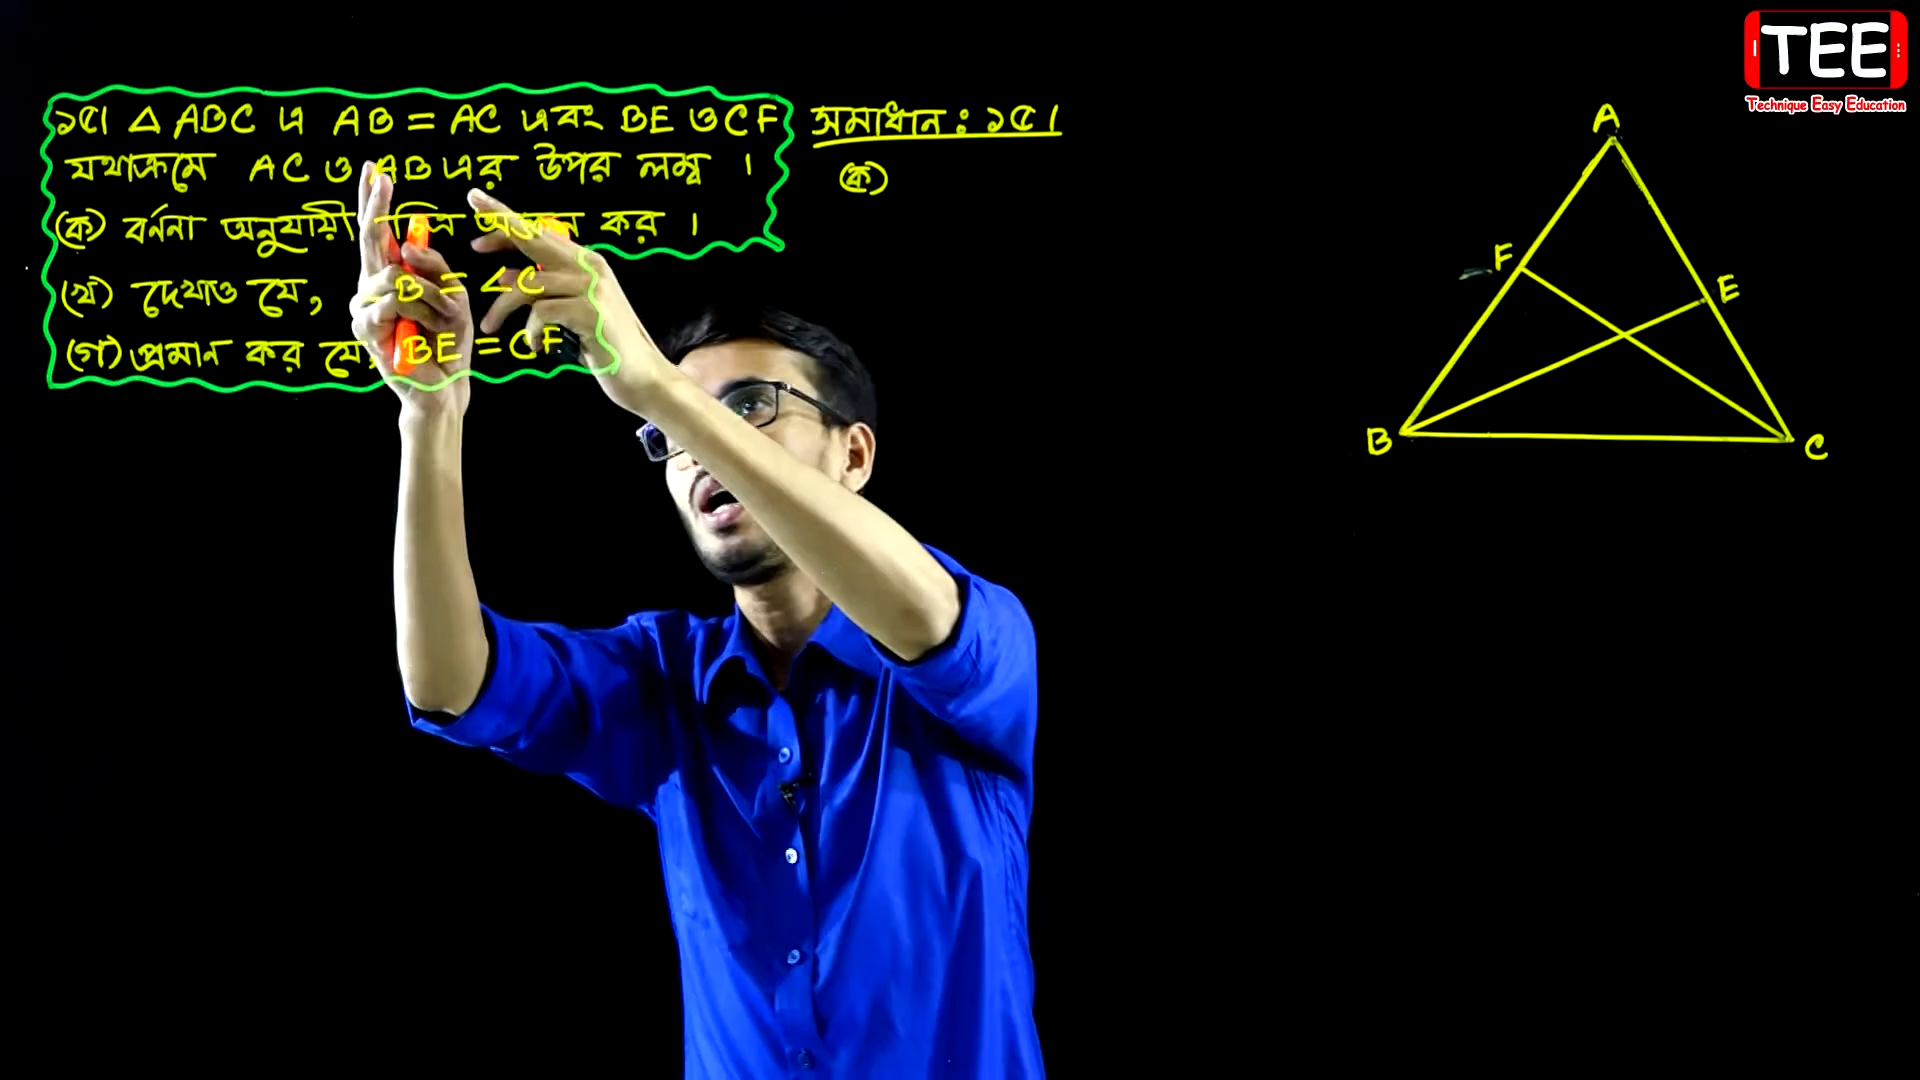 ১৫। △ ABC এ AB = AC এবং BE ও CF
যথাক্রমে AC ও AB এর উপর লম্ব ।
(ক) বর্ননা অনুযায়ী চিত্র অঙ্কন কর ।
(খ) দেখাও যে, ∠B = ∠C
(গ) প্রমান কর যে, BE = CF
সমাধান : ১৫।
(ক)
A
F
E
B
C
TEE
Technique Easy Education